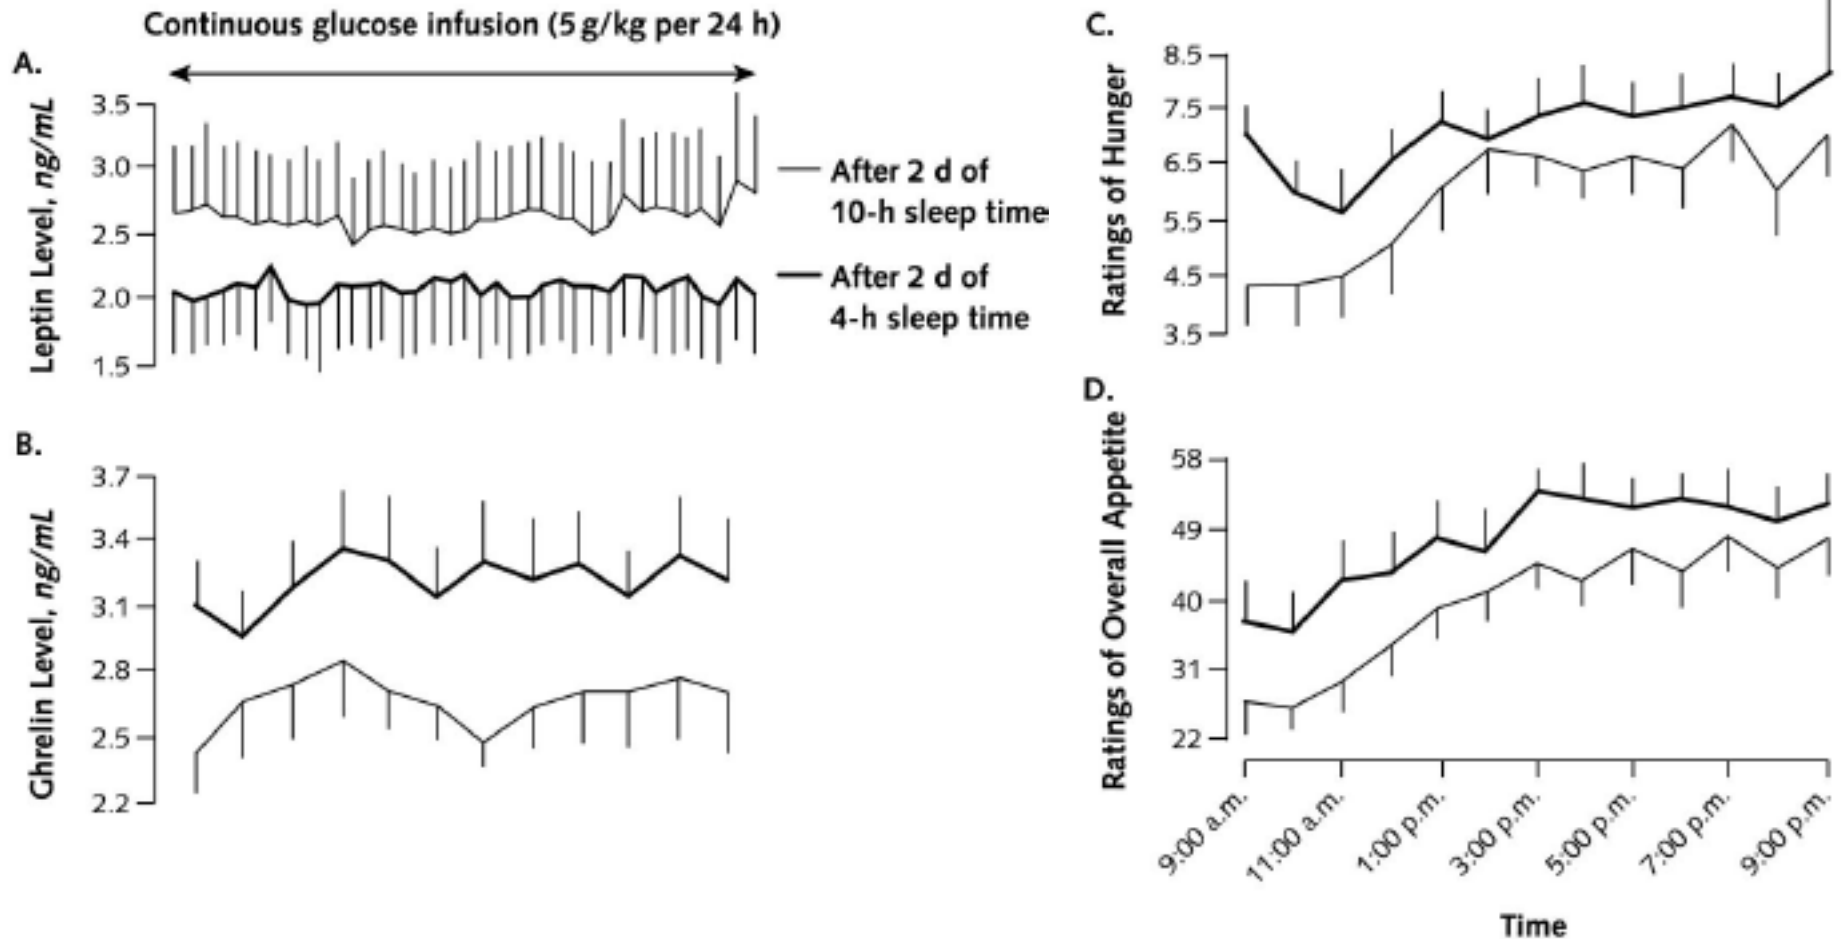 Continuous glucose infusion (5 g/kg per 24 h)
A.
Leptin Level, ng/mL
3.5
3.0
2.5
2.0
1.5
After 2 d of
10-h sleep time
After 2 d of
4-h sleep time
B.
Ghrelin Level, ng/mL
3.7
3.4
3.1
2.8
2.5
2.2
C.
Ratings of Hunger
8.5
7.5
6.5
5.5
4.5
3.5
D.
Ratings of Overall Appetite
58
49
40
31
22
9:00 a.m.
11:00 a.m.
1:00 p.m.
3:00 p.m.
5:00 p.m.
7:00 p.m.
9:00 p.m.
Time